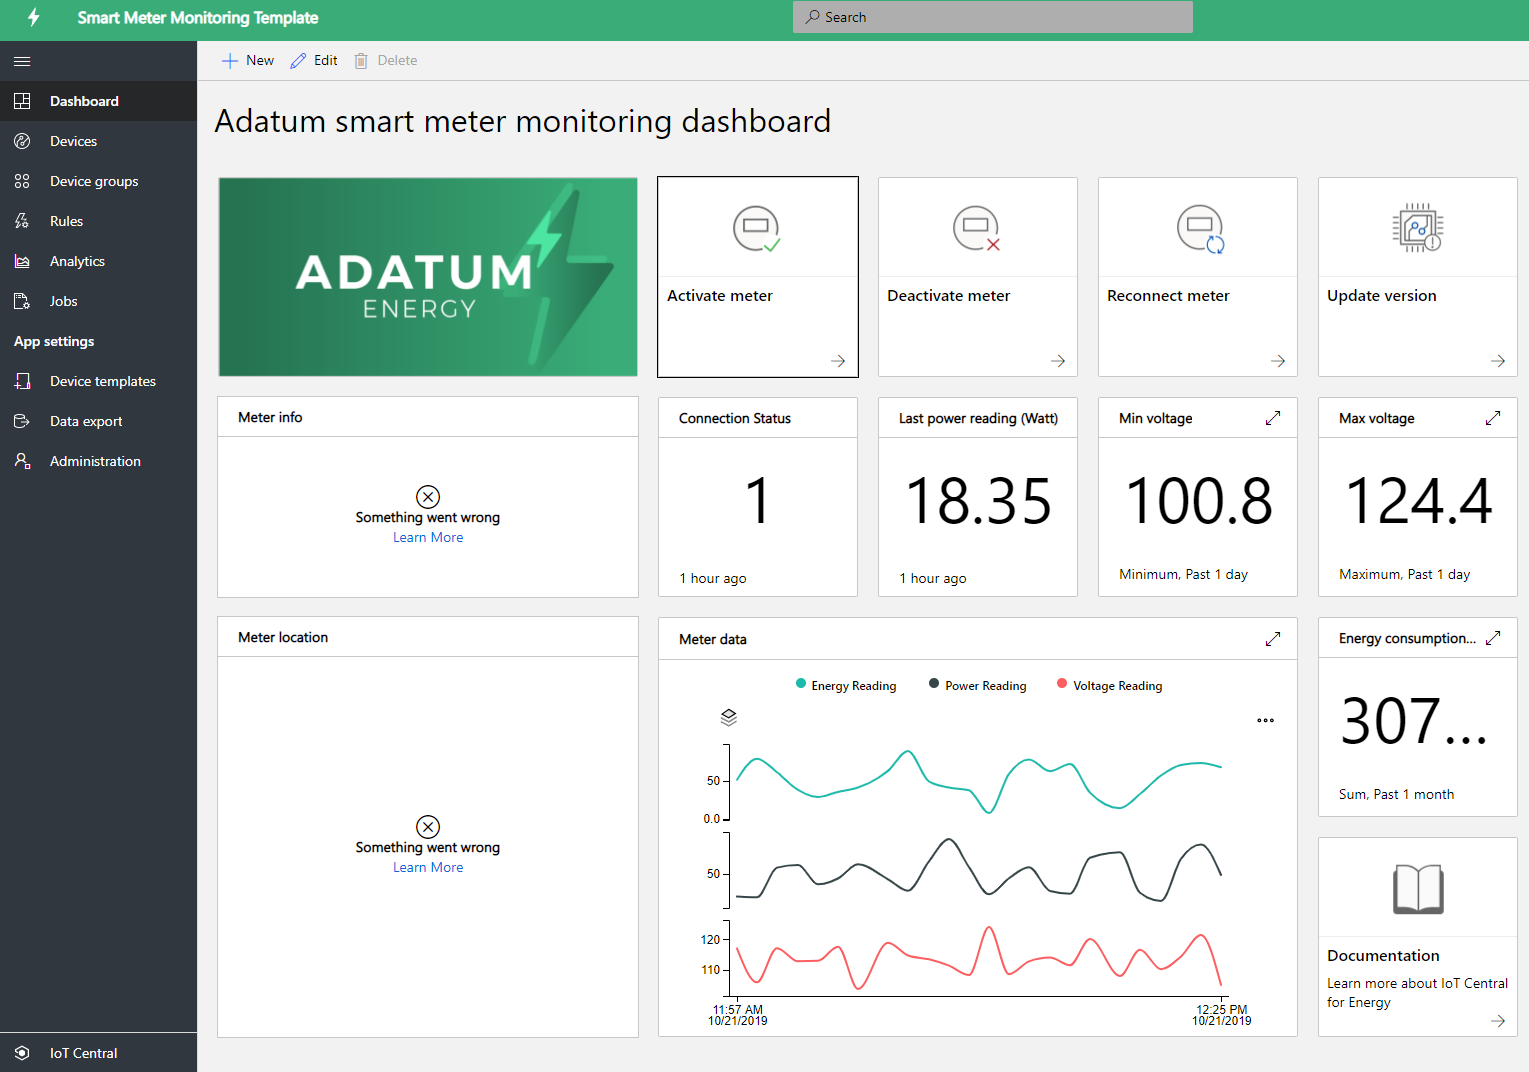 Smart Meter Monitoring Template
Search
New
Edit
Delete
Dashboard
Devices
Device groups
Rules
Analytics
Jobs
App settings
Device templates
Data export
Administration
IoT Central
Adatum smart meter monitoring dashboard
ADATUM
ENERGY
Activate meter
Deactivate meter
Reconnect meter
Update version
Meter info
Something went wrong
Learn More
Connection Status
1
1 hour ago
Last power reading (Watt)
18.35
1 hour ago
Min voltage
100.8
Minimum, Past 1 day
Max voltage
124.4
Maximum, Past 1 day
Meter location
Something went wrong
Learn More
Meter data
Energy Reading
Power Reading
Voltage Reading
50
0.0
50
120
110
11:57 AM
10/21/2019
12:25 PM
10/21/2019
Energy consumption...
307...
Sum, Past 1 month
Documentation
Learn more about IoT Central
for Energy